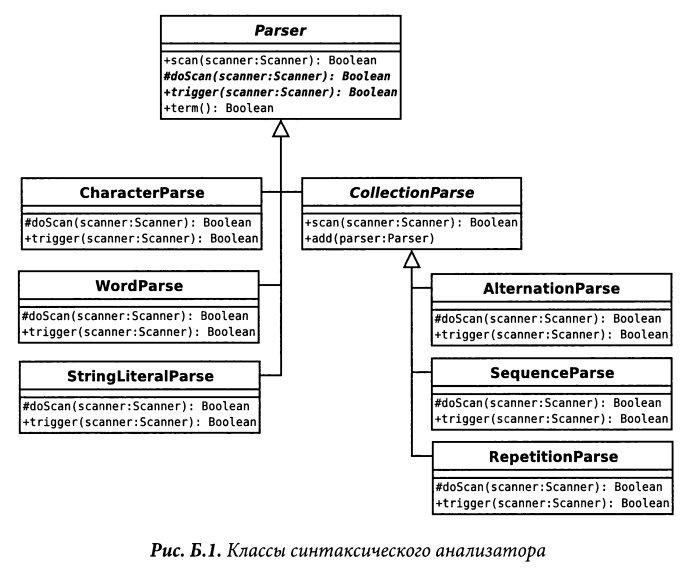 Parser
+scan(scanner:Scanner): Boolean
#doScan(scanner:Scanner): Boolean
+trigger(scanner:Scanner): Boolean
+term(): Boolean
CharacterParse
#doScan(scanner:Scanner): Boolean
+trigger(scanner:Scanner): Boolean
CollectionParse
+scan(scanner:Scanner): Boolean
+add(parser:Parser)
WordParse
#doScan(scanner:Scanner): Boolean
+trigger(scanner:Scanner): Boolean
AlternationParse
#doScan(scanner:Scanner): Boolean
+trigger(scanner:Scanner): Boolean
StringLiteralParse
#doScan(scanner:Scanner): Boolean
+trigger(scanner:Scanner): Boolean
SequenceParse
#doScan(scanner:Scanner): Boolean
+trigger(scanner:Scanner): Boolean
RepetitionParse
#doScan(scanner:Scanner): Boolean
+trigger(scanner:Scanner): Boolean
Рис. Б.1. Классы синтаксического анализатора